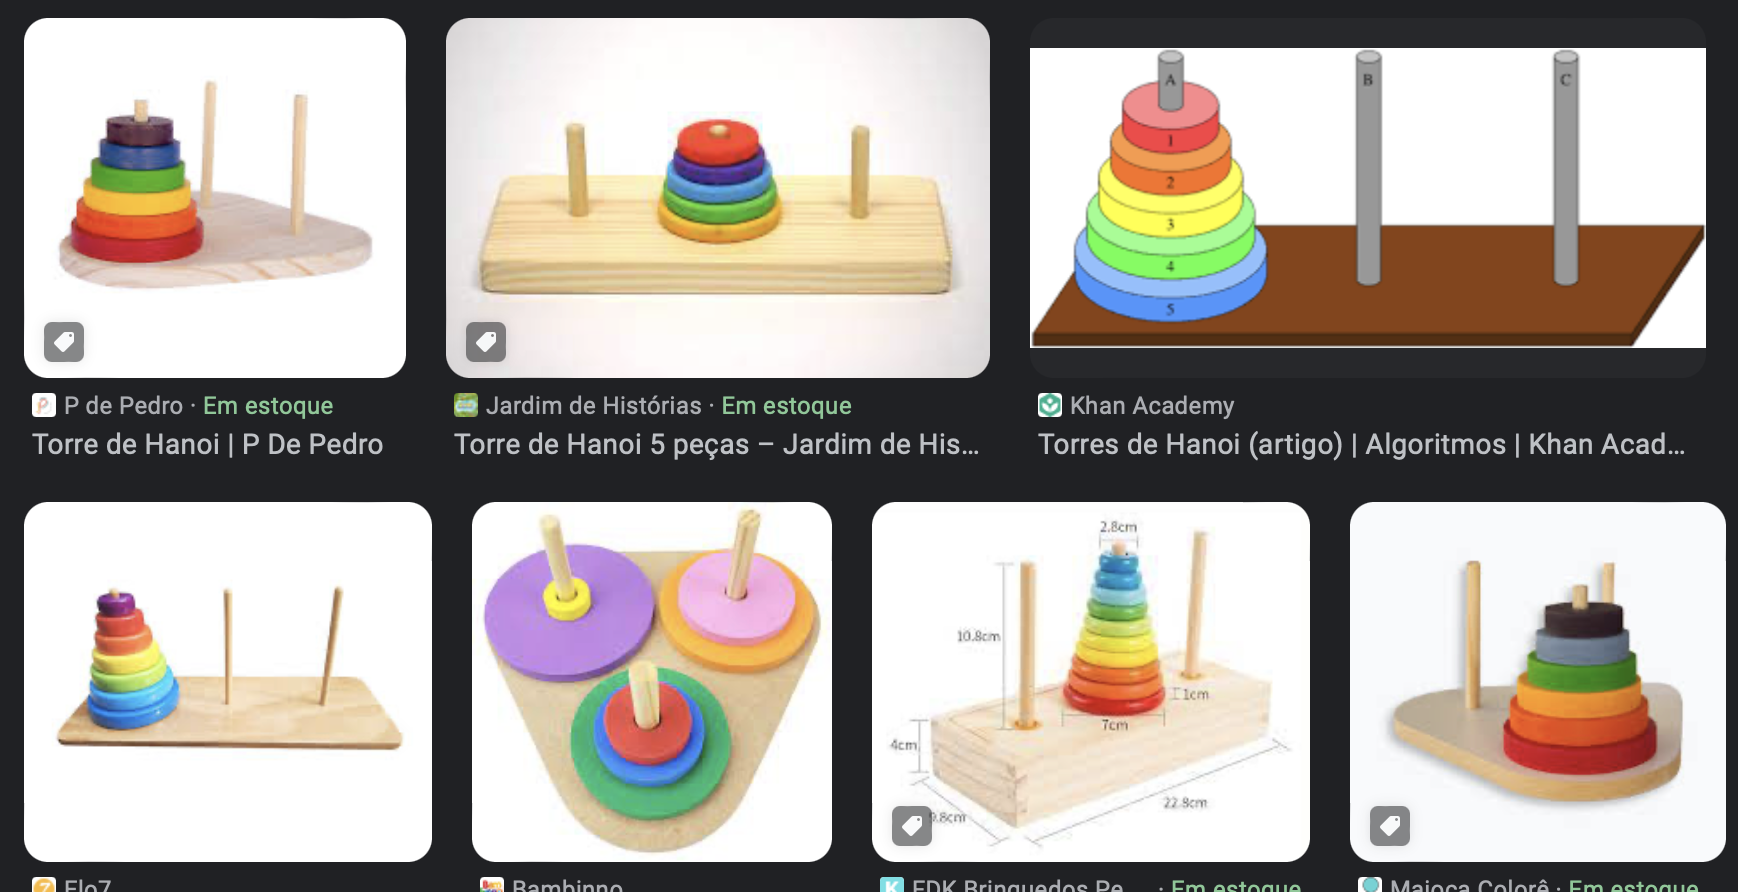 A
B
C
1
2
3
4
5
P de Pedro · Em estoque
Torre de Hanoi | P De Pedro
Jardim de Histórias · Em estoque
Torre de Hanoi 5 peças – Jardim de His...
Khan Academy
Torres de Hanoi (artigo) | Algoritmos | Khan Acad...
2.8cm
10.8cm
1cm
7cm
4cm
9.8cm
22.8cm
Elo7
Bambinno
K
EDK Brinquedos Pe... · Em estoque
Maioca Colorê · Em estoque